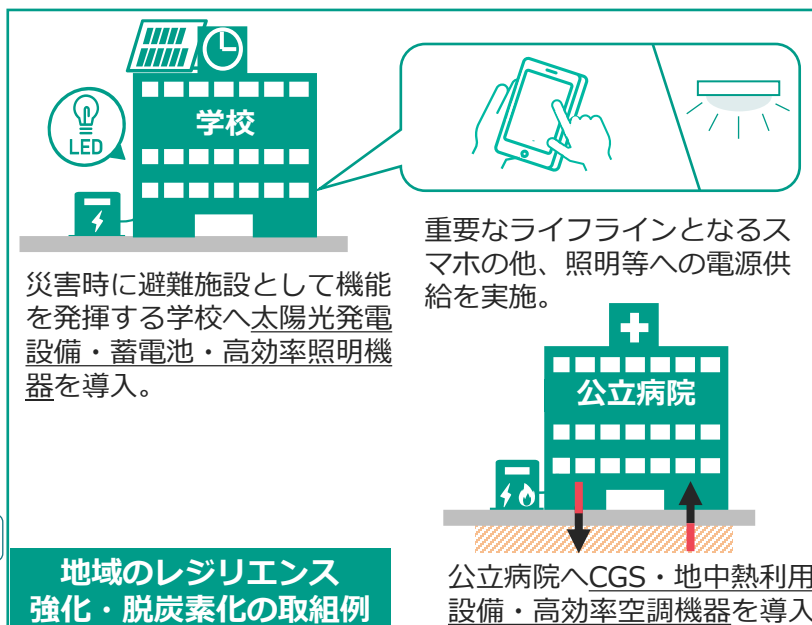 学校
LED
重要なライフラインとなるス
マホの他、照明等への電源供
給を実施。
災害時に避難施設として機能
を発揮する学校へ太陽光発電
設備・蓄電池・高効率照明機
器を導入。
公立病院
公立病院へCGS・地中熱利用
設備・高効率空調機器を導入
地域のレジリエンス
強化・脱炭素化の取組例